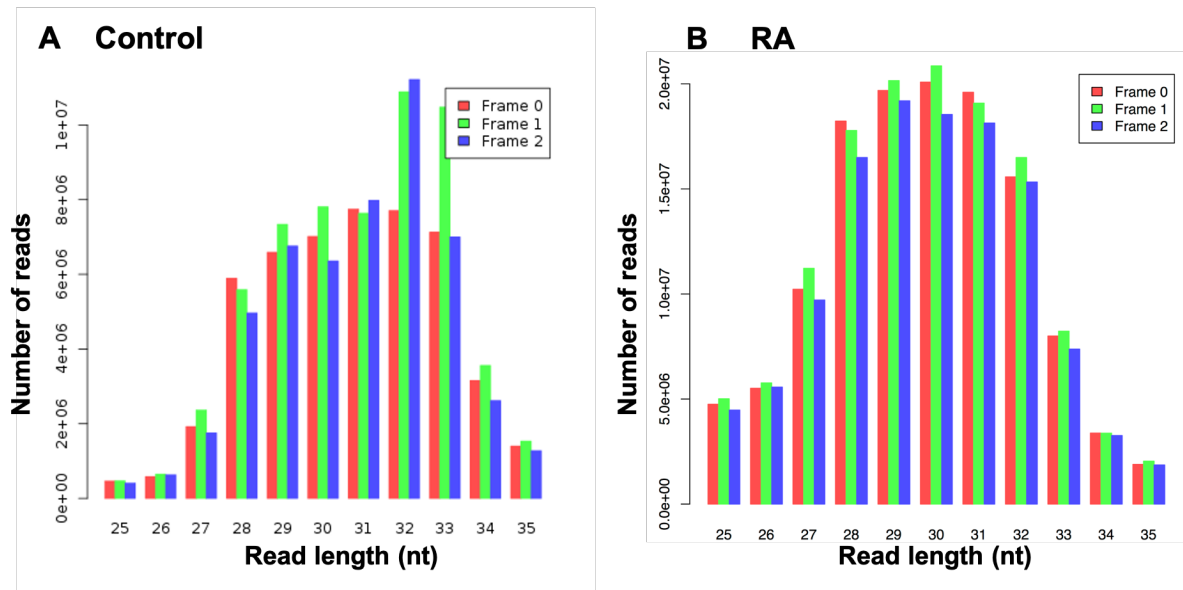 A Control
Number of reads
0e+00
2e+06
4e+06
6e+06
8e+06
1e+07
Frame 0
Frame 1
Frame 2
25 26 27 28 29 30 31 32 33 34 35
Read length (nt)
B RA
Number of reads
0.0e+00
5.0e+06
1.0e+07
1.5e+07
2.0e+07
Frame 0
Frame 1
Frame 2
25 26 27 28 29 30 31 32 33 34 35
Read length (nt)